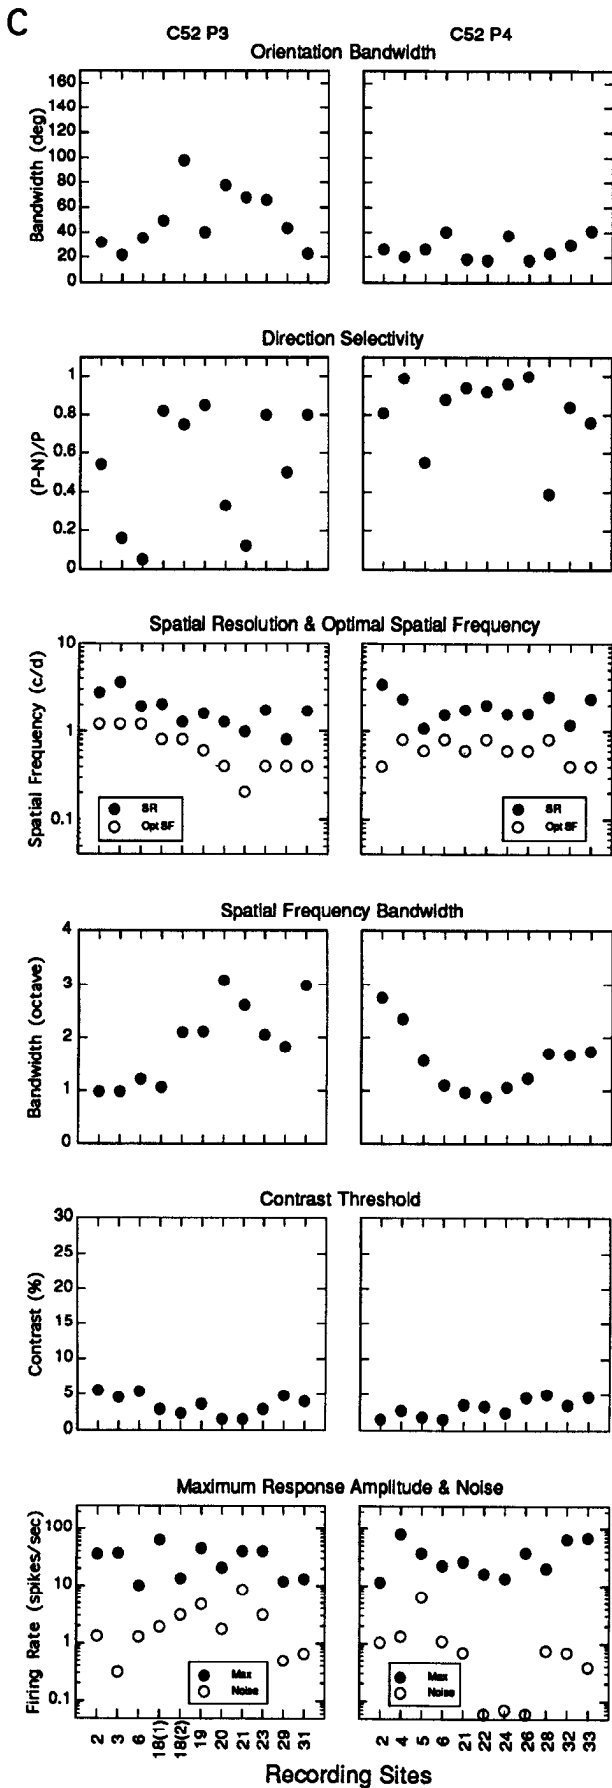 C
C52 P3 C52 P4
Orientation Bandwidth
Bandwidth (deg)
160
140
120
100
80
60
40
20
0
Direction Selectivity
(P-N)/P
1
0.8
0.6
0.4
0.2
0
Spatial Resolution & Optimal Spatial Frequency
Spatial Frequency (c/d)
10
1
0.1
SR
Opt SF
SR
Opt SF
Spatial Frequency Bandwidth
Bandwidth (octave)
4
3
2
1
0
Contrast Threshold
Contrast (%)
30
25
20
15
10
5
0
Maximum Response Amplitude & Noise
Firing Rate (spikes/sec)
100
10
1
0.1
Max
Noise
Max
Noise
2 3 6 18(1) 18(2) 19 20 21 23 29 31
2 4 5 6 21 22 24 26 28 32 33
Recording Sites